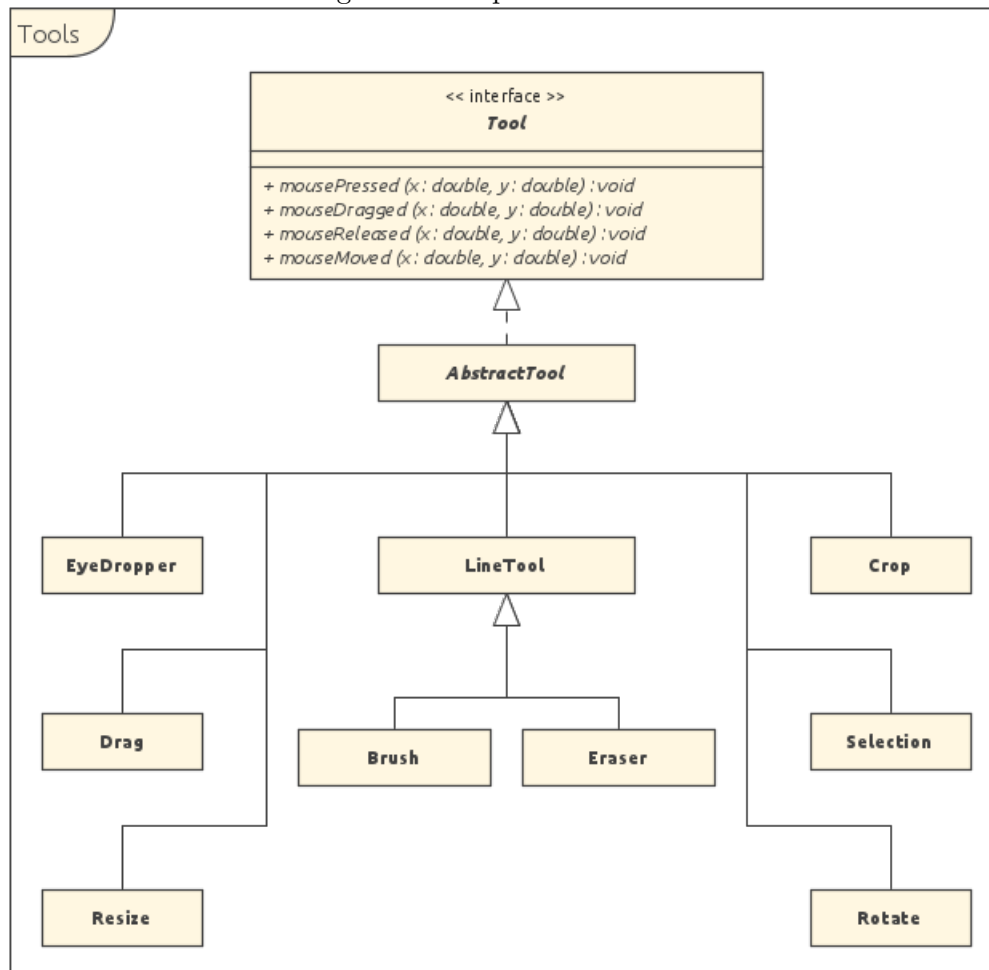 Tools
<< interface >>
Tool
+ mousePressed (x : double, y : double) : void
+ mouseDragged (x : double, y : double) : void
+ mouseReleased (x : double, y : double) : void
+ mouseMoved (x : double, y : double) : void
AbstractTool
EyeDropper
LineTool
Crop
Drag
Brush
Eraser
Selection
Resize
Rotate